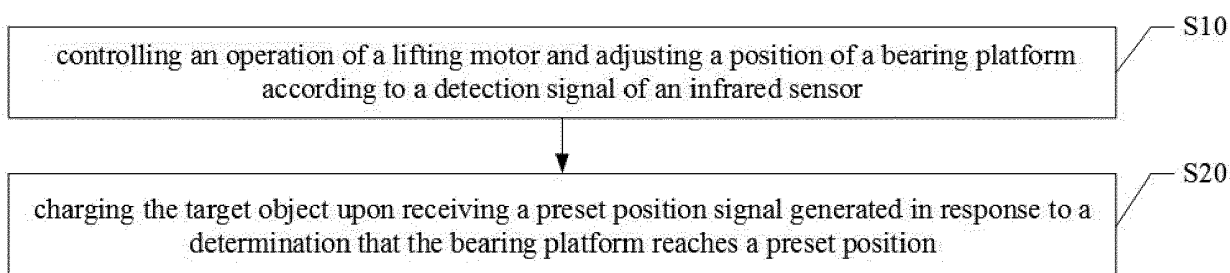 S10
controlling an operation of a lifting motor and adjusting a position of a bearing platform
according to a detection signal of an infrared sensor
S20
charging the target object upon receiving a preset position signal generated in response to a
determination that the bearing platform reaches a preset position